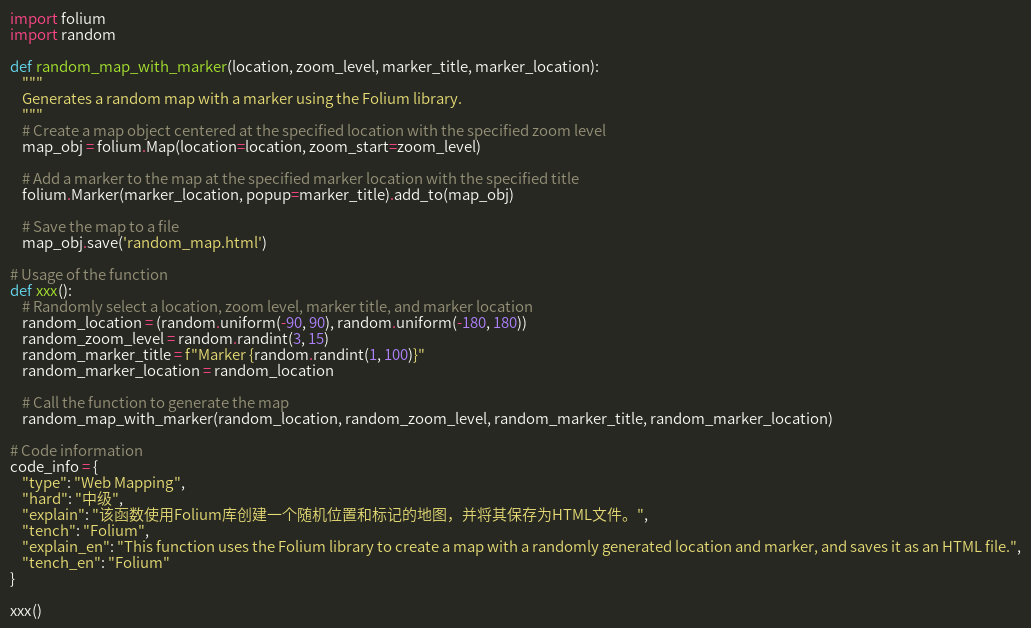 import folium
import random

def random_map_with_marker(location, zoom_level, marker_title, marker_location):
    """
    Generates a random map with a marker using the Folium library.
    """
    # Create a map object centered at the specified location with the specified zoom level
    map_obj = folium.Map(location=location, zoom_start=zoom_level)

    # Add a marker to the map at the specified marker location with the specified title
    folium.Marker(marker_location, popup=marker_title).add_to(map_obj)

    # Save the map to a file
    map_obj.save('random_map.html')

# Usage of the function
def xxx():
    # Randomly select a location, zoom level, marker title, and marker location
    random_location = (random.uniform(-90, 90), random.uniform(-180, 180))
    random_zoom_level = random.randint(3, 15)
    random_marker_title = f"Marker {random.randint(1, 100)}"
    random_marker_location = random_location

    # Call the function to generate the map
    random_map_with_marker(random_location, random_zoom_level, random_marker_title, random_marker_location)

# Code information
code_info = {
    "type": "Web Mapping",
    "hard": "中级",
    "explain": "该函数使用Folium库创建一个随机位置和标记的地图，并将其保存为HTML文件。",
    "tench": "Folium",
    "explain_en": "This function uses the Folium library to create a map with a randomly generated location and marker, and saves it as an HTML file.",
    "tench_en": "Folium"
}

xxx()